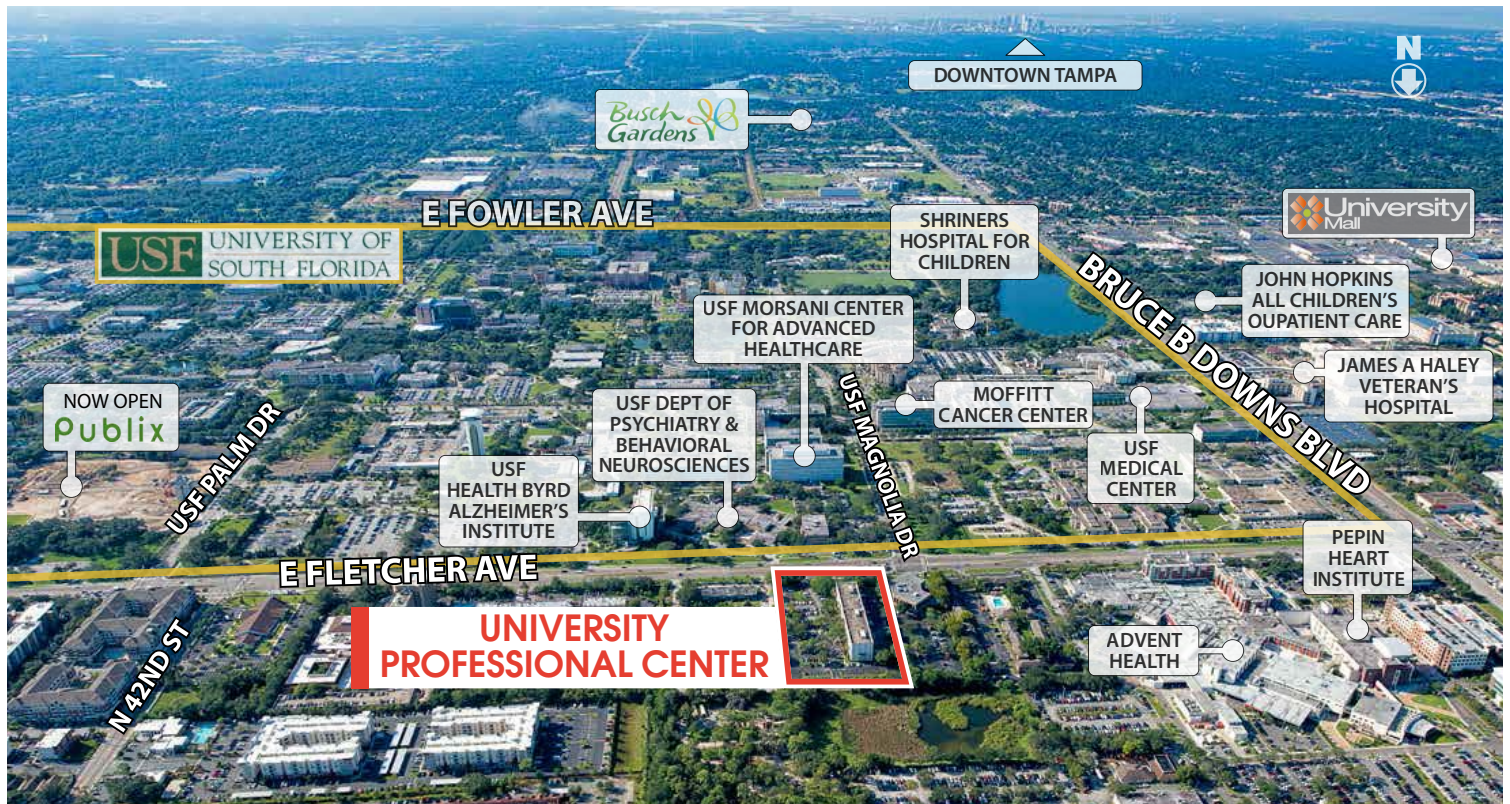 N
DOWNTOWN TAMPA
Busch
Gardens
E FOWLER AVE
University
Mall
USF
UNIVERSITY OF
SOUTH FLORIDA
SHRINERS
HOSPITAL FOR
CHILDREN
BRUCE B DOWNS BLVD
JOHN HOPKINS
ALL CHILDREN'S
OUPATIENT CARE
USF MORSANI CENTER
FOR ADVANCED
HEALTHCARE
JAMES A HALEY
VETERAN'S
HOSPITAL
NOW OPEN
Publix
USF PALM DR
USF DEPT OF
PSYCHIATRY &
BEHAVIORAL
NEUROSCIENCES
USF MAGNOLIA DR
MOFFITT
CANCER CENTER
USF
MEDICAL
CENTER
USF
HEALTH BYRD
ALZHEIMER'S
INSTITUTE
PEPIN
HEART
INSTITUTE
E FLETCHER AVE
UNIVERSITY
PROFESSIONAL CENTER
ADVENT
HEALTH
N 42ND ST